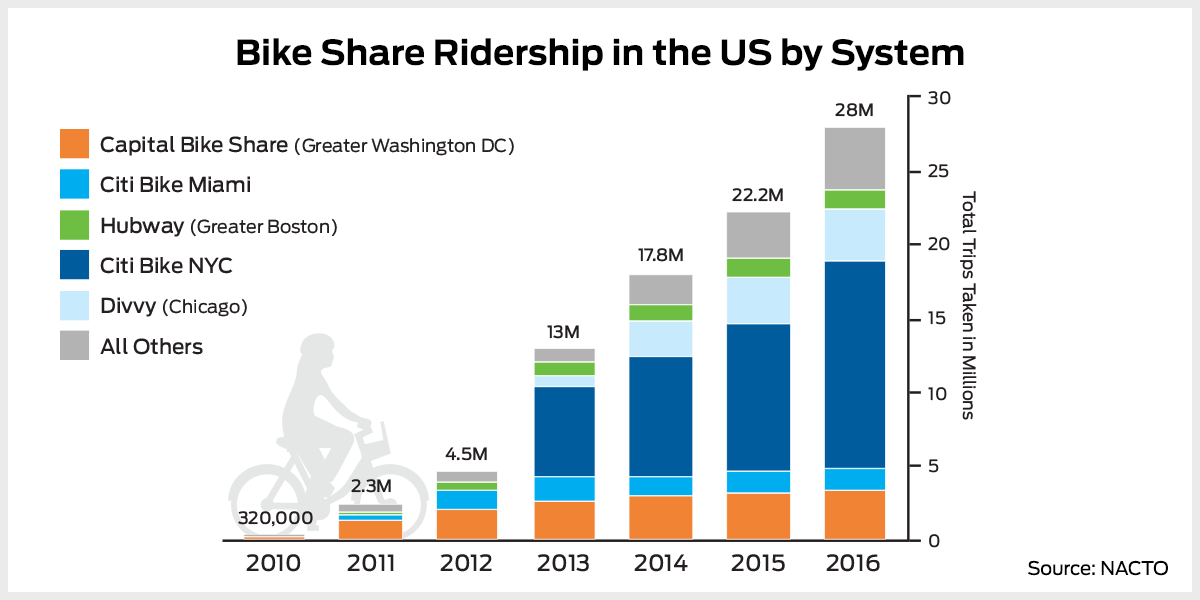 Bike Share Ridership in the US by System
Capital Bike Share (Greater Washington DC)
Citi Bike Miami
Hubway (Greater Boston)
Citi Bike NYC
Divvy (Chicago)
All Others
320,000
2.3M
4.5M
13M
17.8M
22.2M
28M
30
25
20
15
10
5
0
Total Trips Taken in Millions
2010 2011 2012 2013 2014 2015 2016
Source: NACTO